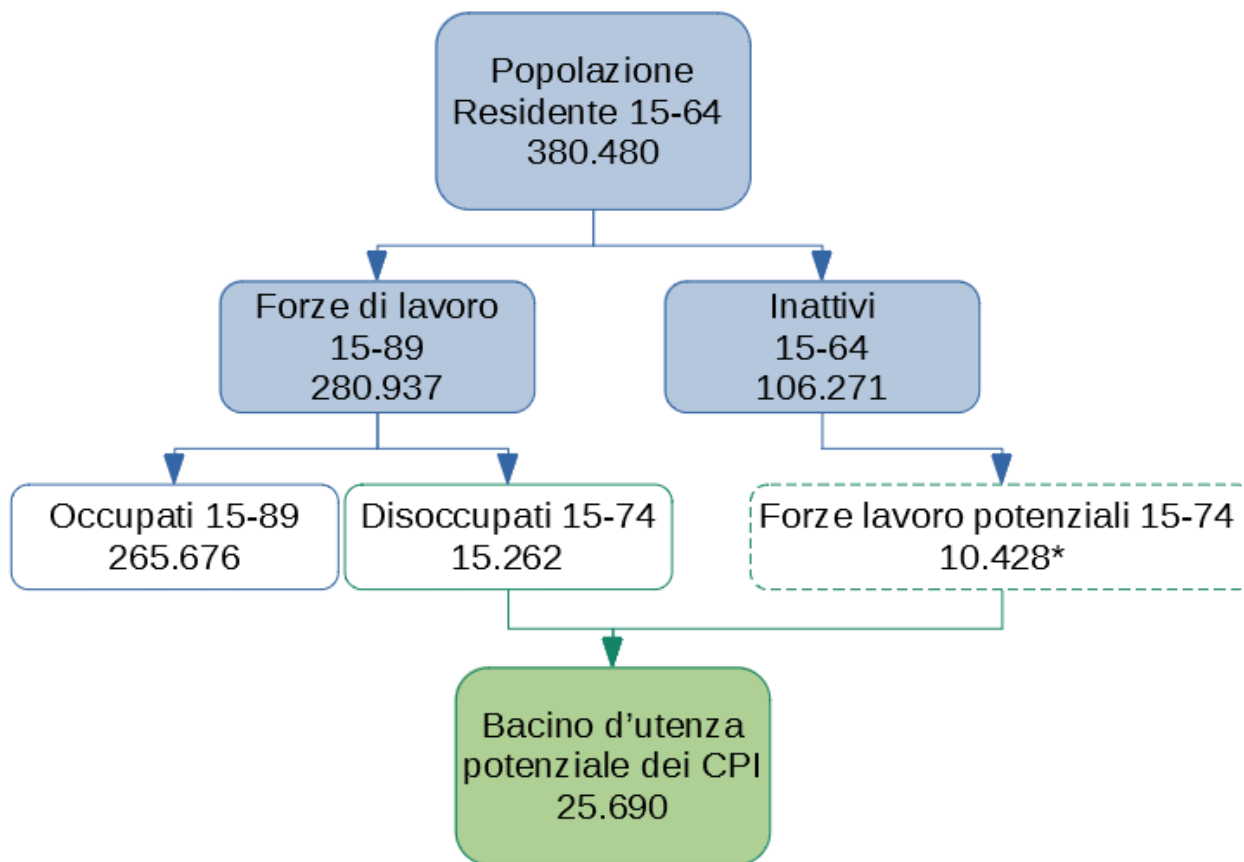 Popolazione
Residente 15-64
380.480
Forze di lavoro
15-89
280.937
Inattivi
15-64
106.271
Occupati 15-89
265.676
Disoccupati 15-74
15.262
Forze lavoro potenziali 15-74
10.428*
Bacino d’utenza
potenziale dei CPI
25.690